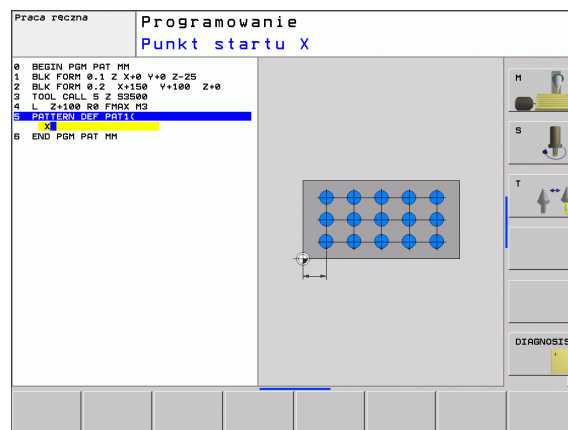 Praca ręczna
Programowanie
Punkt startu X
0 BEGIN PGM PAT MM
1 BLK FORM 0.1 Z X+0 Y+0 Z-25
2 BLK FORM 0.2 X+150 Y+100 Z+0
3 TOOL CALL 5 Z S3500
4 L Z+100 R0 FMAX M3
5 PATTERN DEF PAT1(
X
6 END PGM PAT MM
M
S
T
DIAGNOSIS